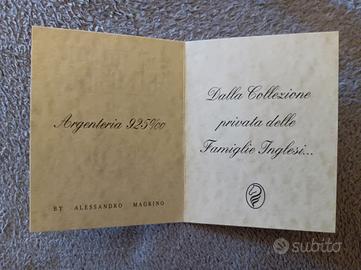 Argenteria 925‰
BY ALESSANDRO MAGRINO
Dalla Collezione
privata delle
Famiglie Inglesi...
subito